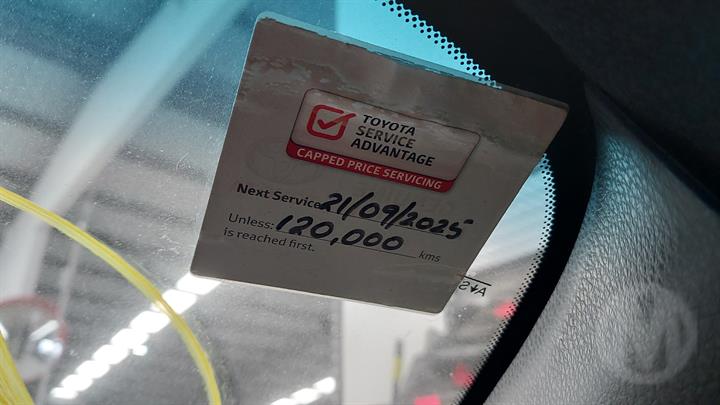 TOYOTA
SERVICE
ADVANTAGE
CAPPED PRICE SERVICING
Next Service 21/09/2025
Unless: 120,000 kms
is reached first.